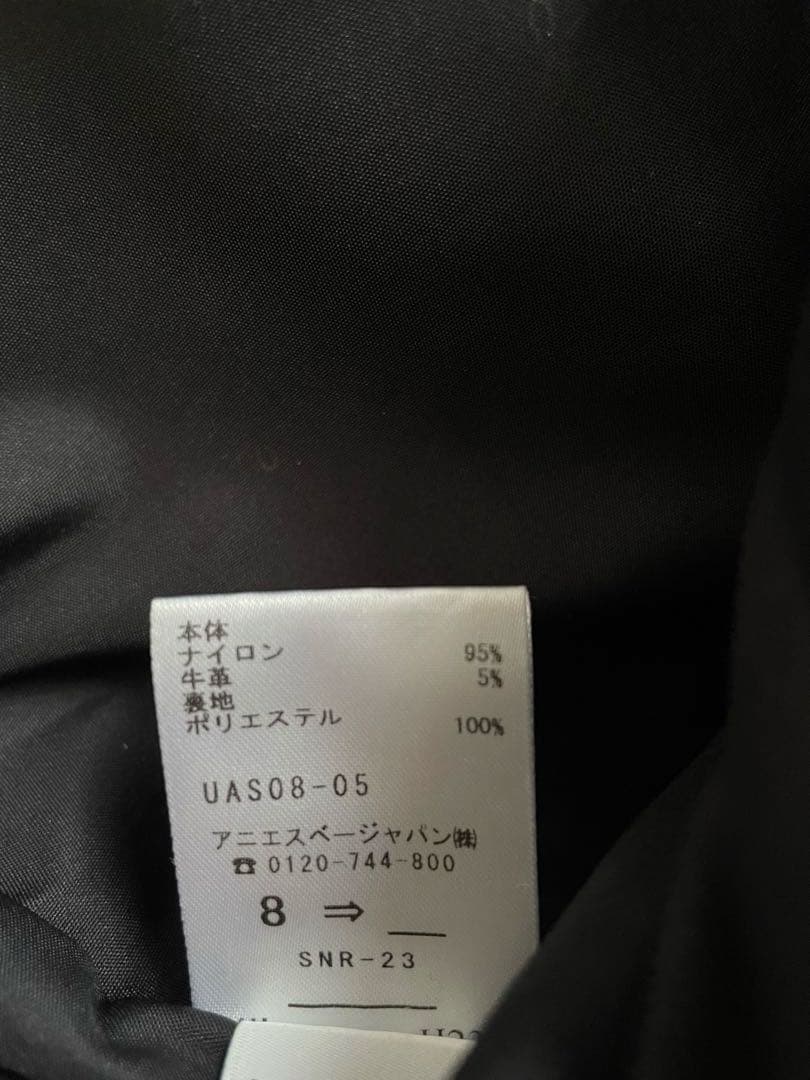 本体
ナイロン 95%
牛革 5%
裏地
ポリエステル 100%
UAS08-05
アニエスベージャパン㈱
☎0120-744-800
8 ⇒ __
SNR-23